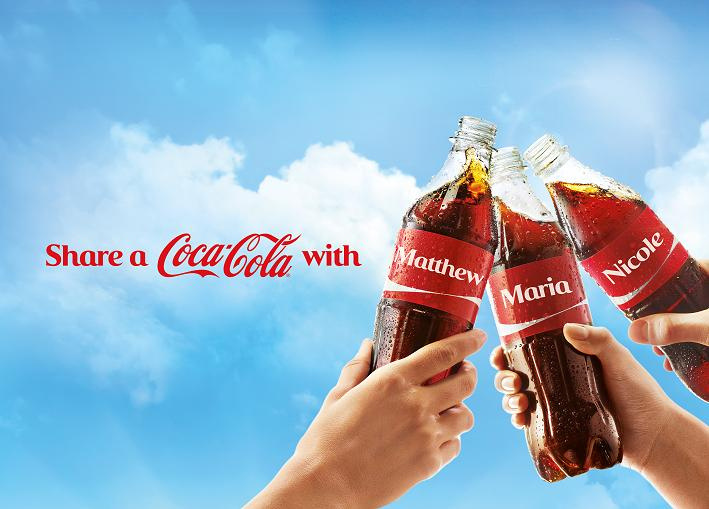 Share a Coca-Cola with
Matthew
Maria
Nicole